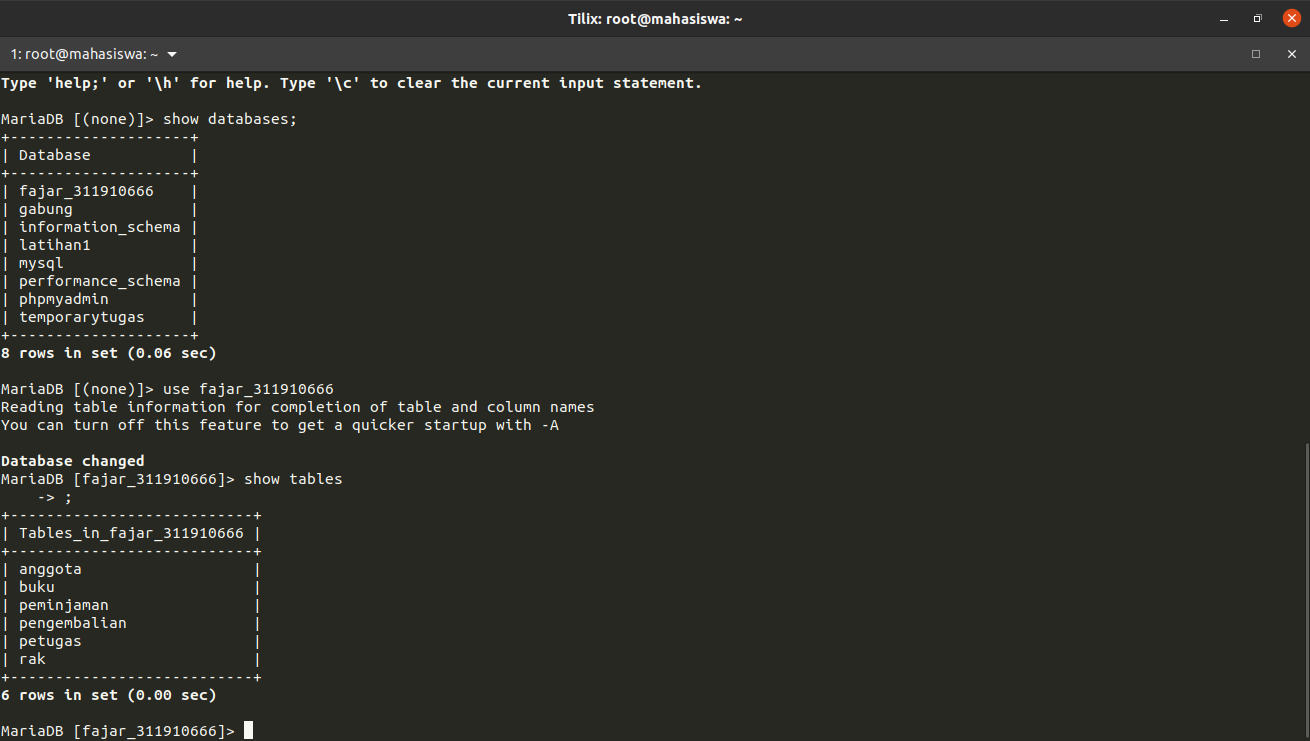 Tilix: root@mahasiswa: ~
1: root@mahasiswa: ~
Type 'help;' or '\h' for help. Type '\c' to clear the current input statement.
MariaDB [(none)]> show databases;
+--------------------+
| Database           |
+--------------------+
| fajar_311910666    |
| gabung             |
| information_schema |
| latihan1           |
| mysql              |
| performance_schema |
| phpmyadmin         |
| temporarytugas     |
+--------------------+
8 rows in set (0.06 sec)
MariaDB [(none)]> use fajar_311910666
Reading table information for completion of table and column names
You can turn off this feature to get a quicker startup with -A
Database changed
MariaDB [fajar_311910666]> show tables
    -> ;
+---------------------------+
| Tables_in_fajar_311910666 |
+---------------------------+
| anggota                   |
| buku                      |
| peminjaman                |
| pengembalian              |
| petugas                   |
| rak                       |
+---------------------------+
6 rows in set (0.00 sec)
MariaDB [fajar_311910666]>